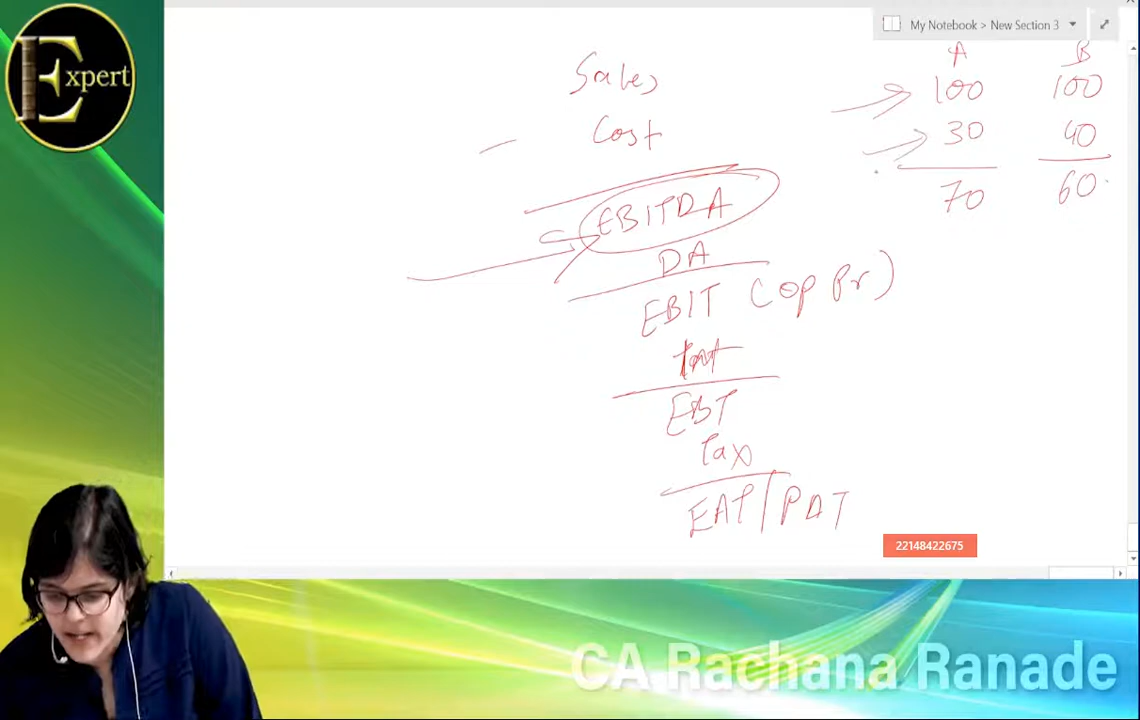 Expert
My Notebook > New Section 3
Sales
Cost
EBITDA
DA
EBIT (op Pr)
Int
EBT
Tax
EAT/PAT
A B
100 100
30 40
70 60
22148422675
CA Rachana Ranade